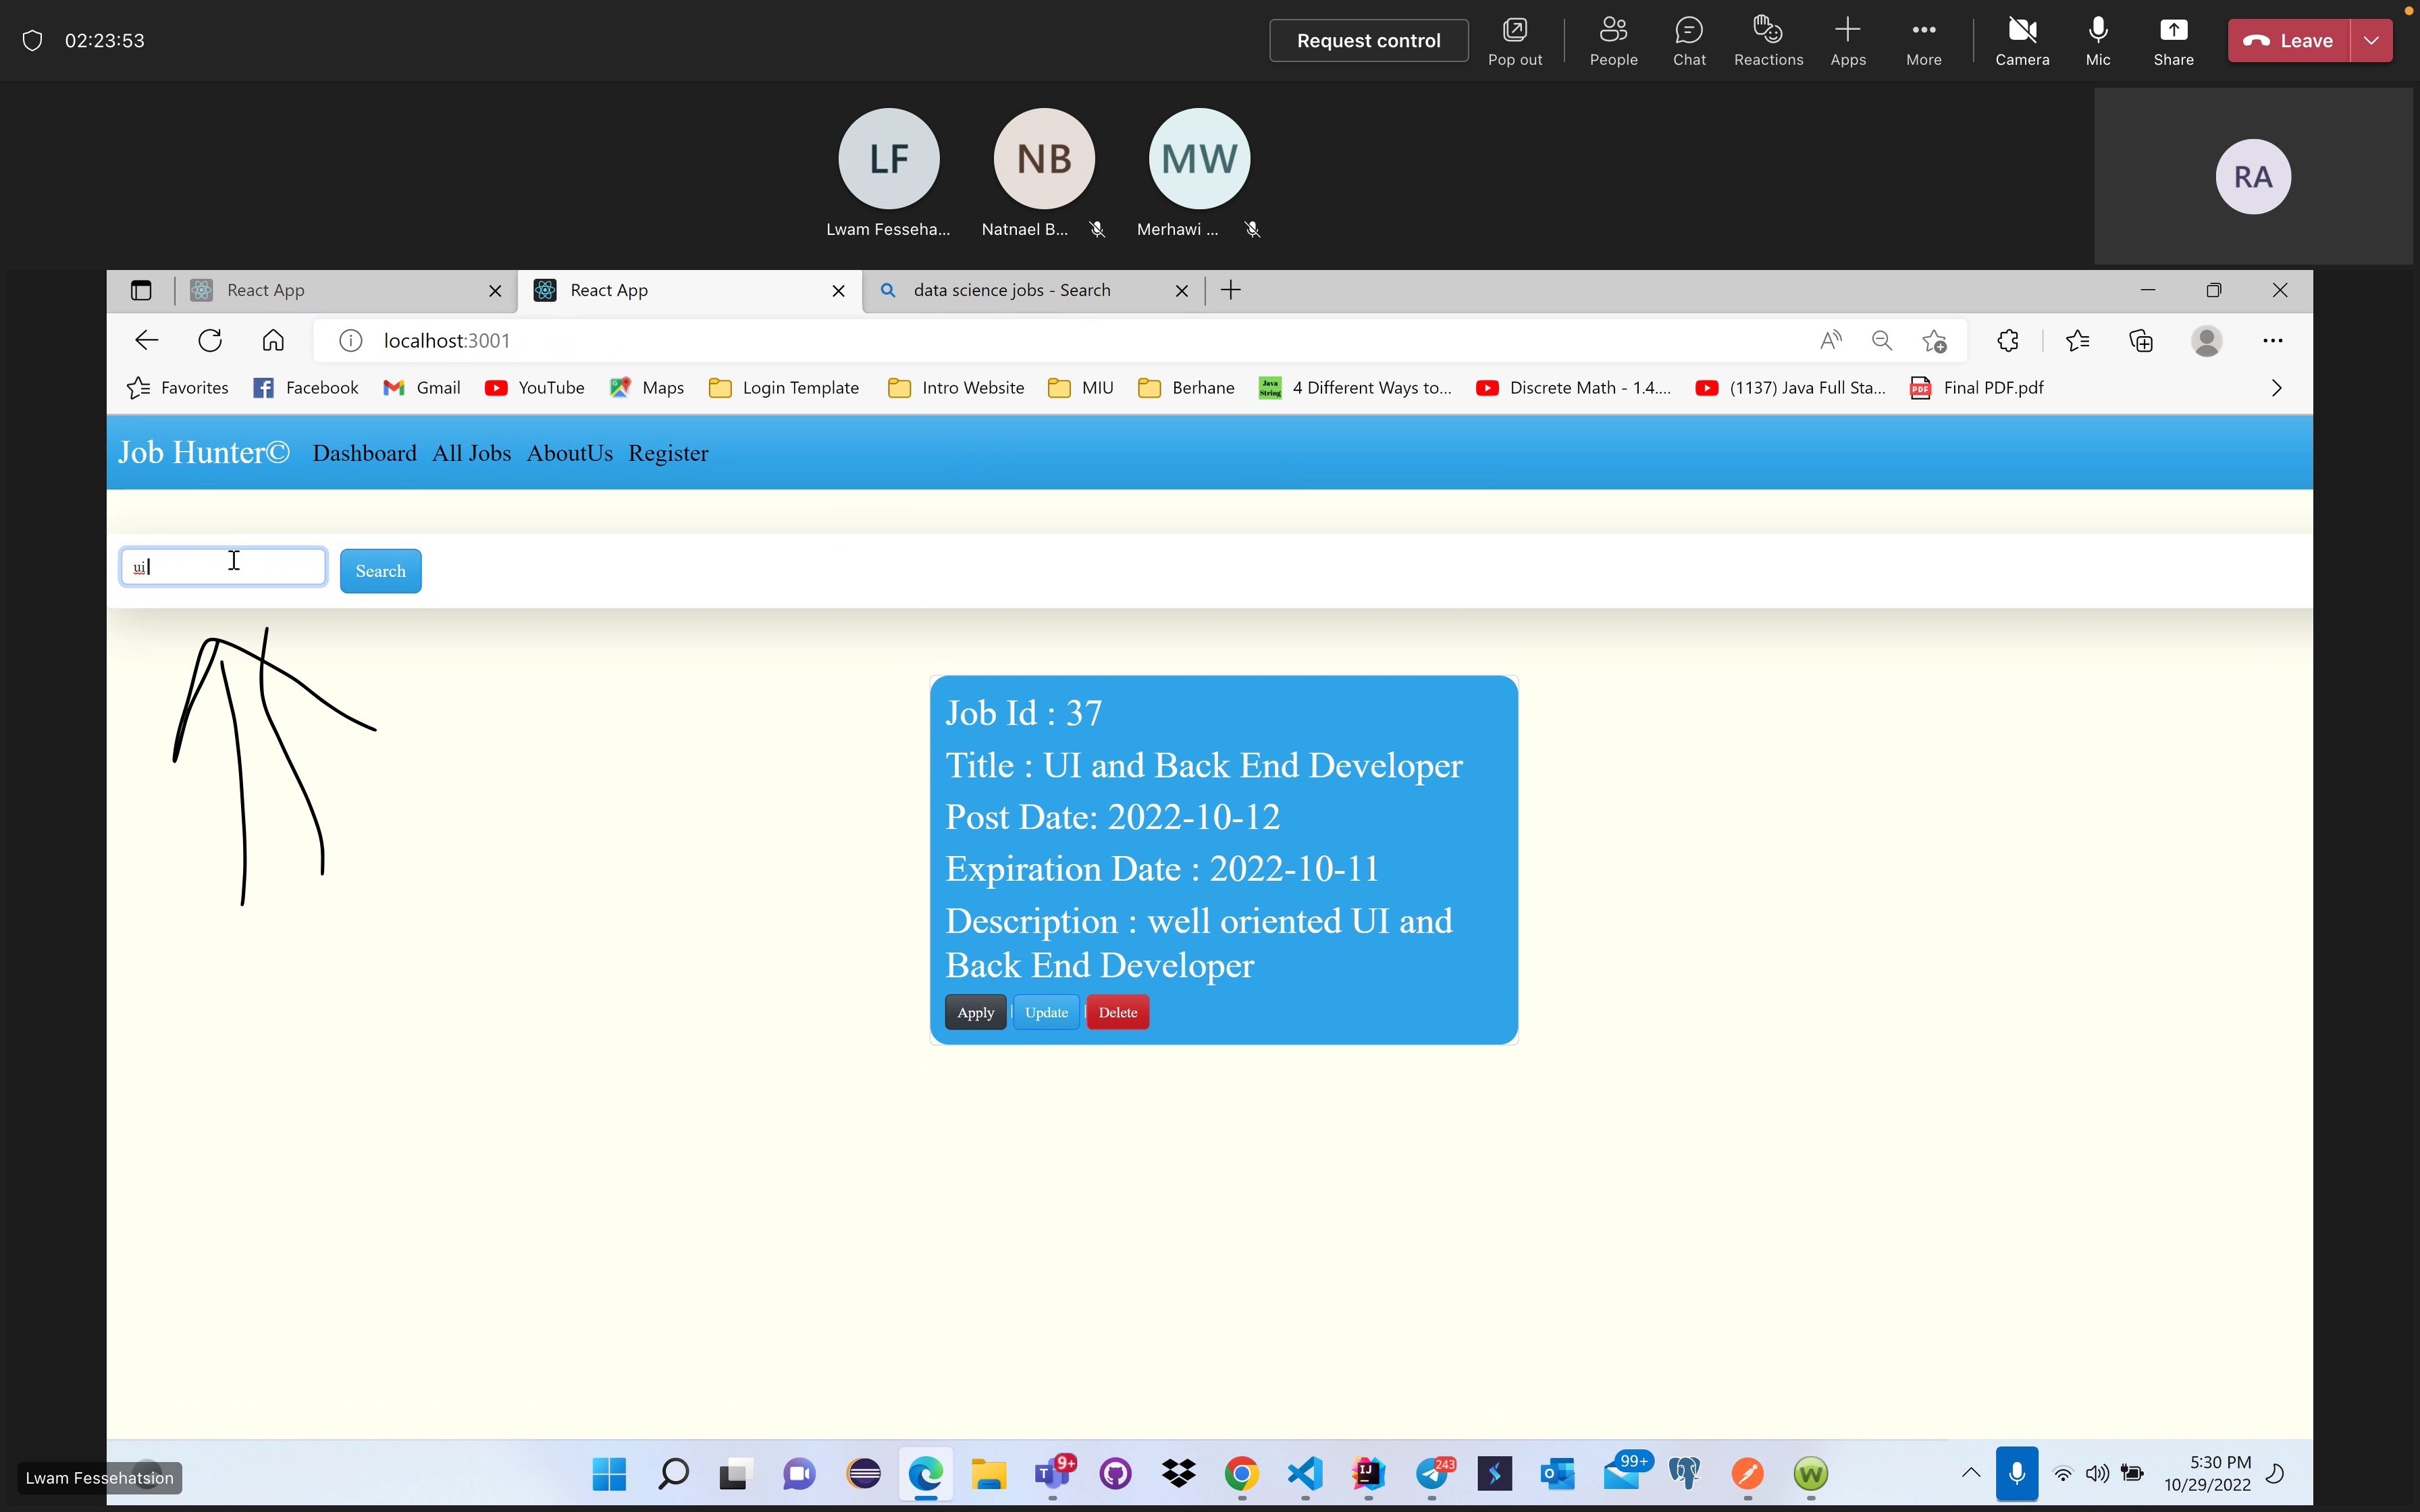 02:23:53
Request control
Pop out
People
Chat
Reactions
Apps
More
Camera
Mic
Share
Leave
LF
NB
MW
RA
Lwam Fesseha...
Natnael B...
Merhawi ...
React App
React App
data science jobs - Search
localhost:3001
Favorites
Facebook
Gmail
YouTube
Maps
Login Template
Intro Website
MIU
Berhane
Java String
4 Different Ways to...
Discrete Math - 1.4....
(1137) Java Full Sta...
PDF
Final PDF.pdf
Job Hunter©
Dashboard
All Jobs
AboutUs
Register
ui
Search
Job Id : 37
Title : UI and Back End Developer
Post Date: 2022-10-12
Expiration Date : 2022-10-11
Description : well oriented UI and
Back End Developer
Apply
Update
Delete
Lwam Fessehatsion
T
9+
IJ
243
O
99+
W
5:30 PM
10/29/2022